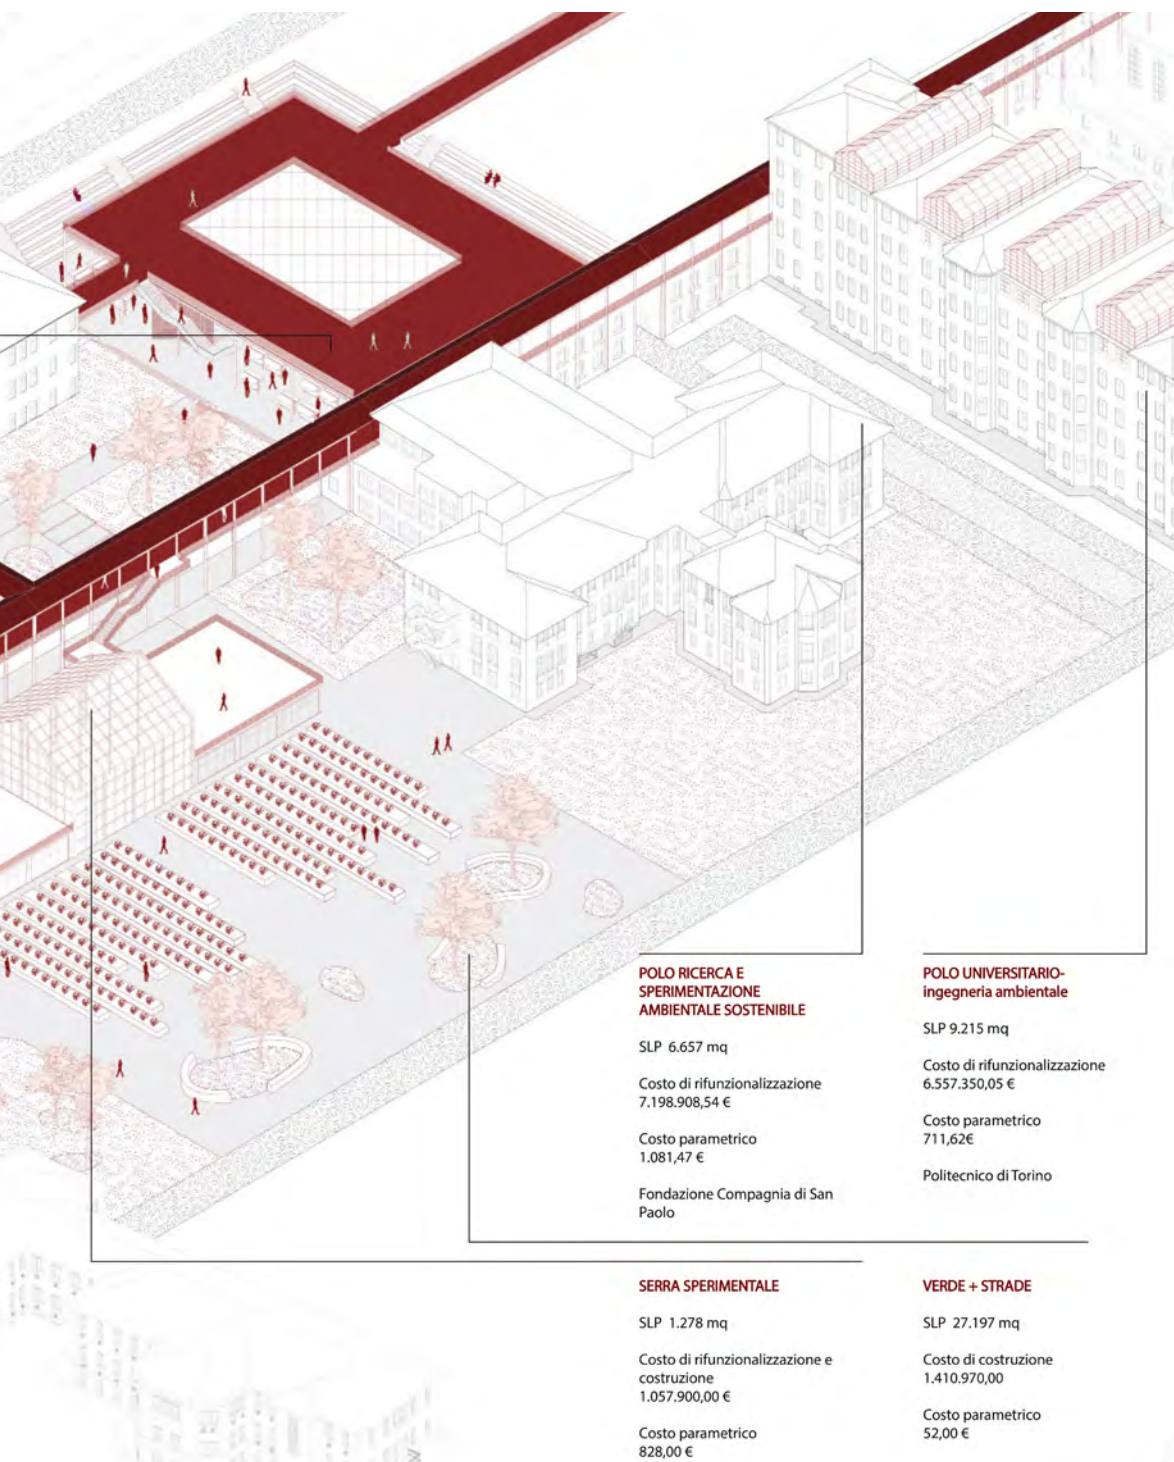 POLO RICERCA E
SPERIMENTAZIONE
AMBIENTALE SOSTENIBILE
SLP 6.657 mq
Costo di rifunzionalizzazione
7.198.908,54 €
Costo parametrico
1.081,47 €
Fondazione Compagnia di San
Paolo
POLO UNIVERSITARIO-
ingegneria ambientale
SLP 9.215 mq
Costo di rifunzionalizzazione
6.557.350,05 €
Costo parametrico
711,62€
Politecnico di Torino
SERRA SPERIMENTALE
SLP 1.278 mq
Costo di rifunzionalizzazione e
costruzione
1.057.900,00 €
Costo parametrico
828,00 €
VERDE + STRADE
SLP 27.197 mq
Costo di costruzione
1.410.970,00
Costo parametrico
52,00 €